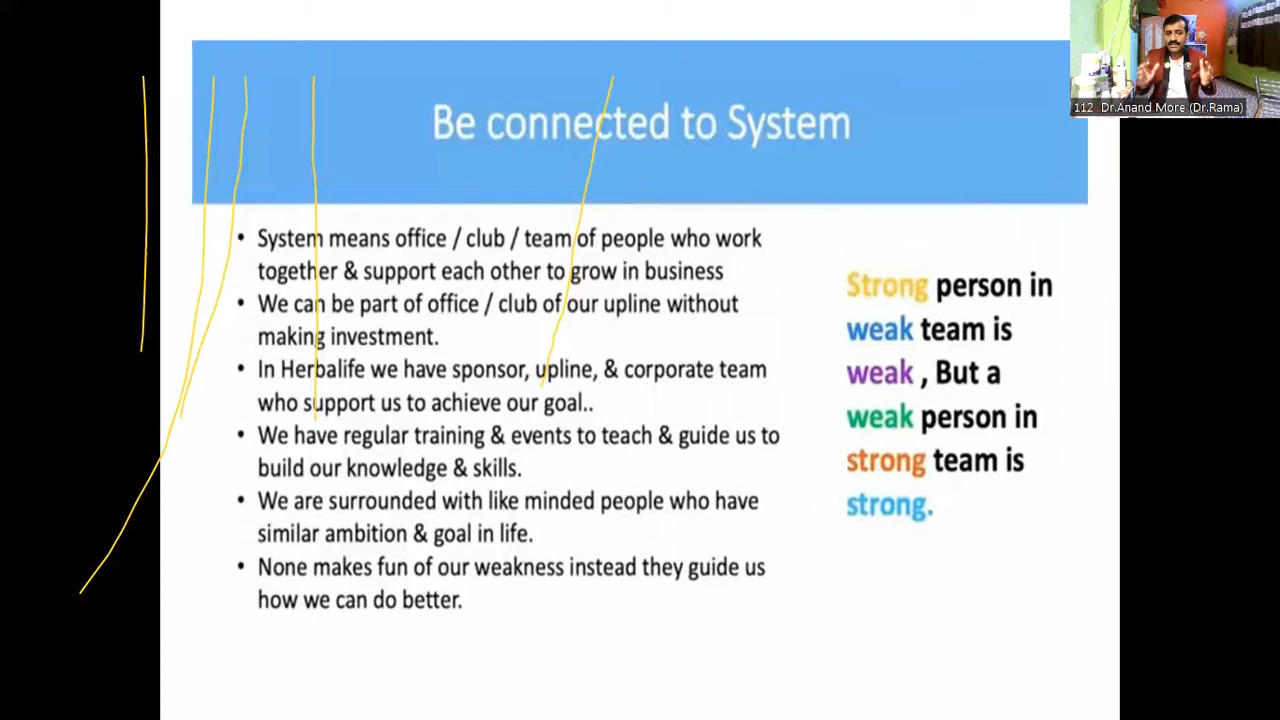 Be connected to System
• System means office / club / team of people who work
together & support each other to grow in business
• We can be part of office / club of our upline without
making investment.
• In Herbalife we have sponsor, upline, & corporate team
who support us to achieve our goal..
• We have regular training & events to teach & guide us to
build our knowledge & skills.
• We are surrounded with like minded people who have
similar ambition & goal in life.
• None makes fun of our weakness instead they guide us
how we can do better.
Strong person in
weak team is
weak , But a
weak person in
strong team is
strong.
112 Dr.Anand More (Dr.Rama)